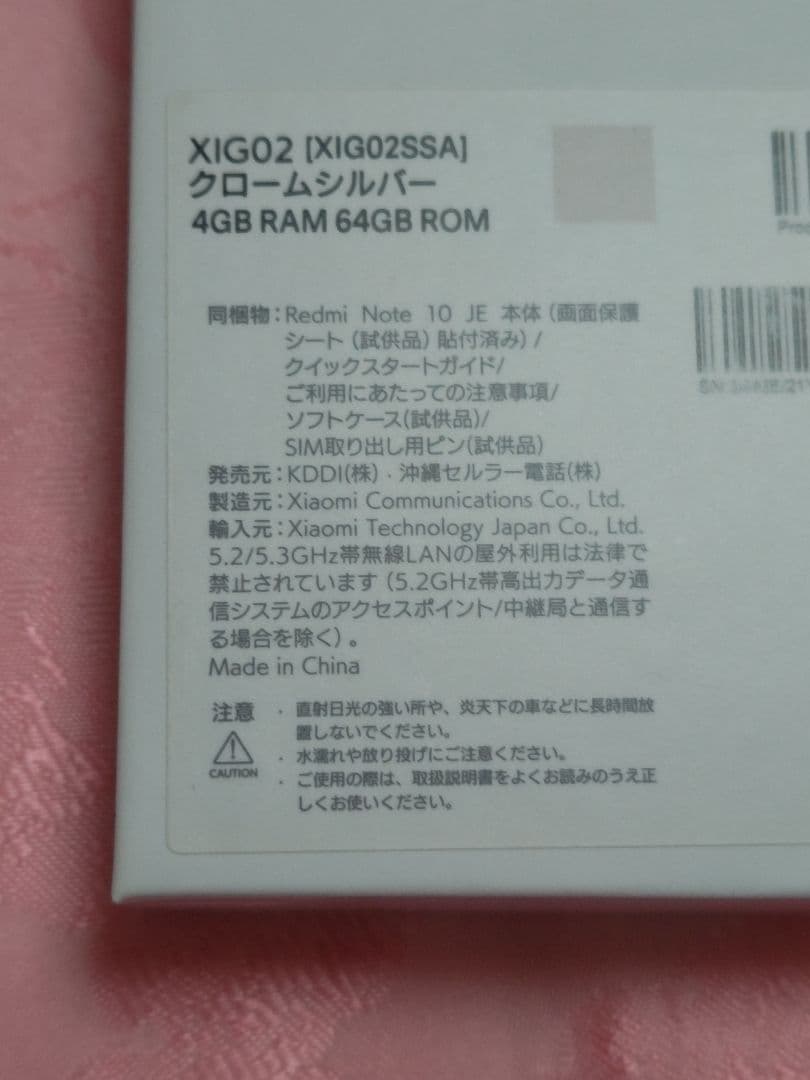 XIG02 [XIG02SSA]
クロームシルバー
4GB RAM 64GB ROM
同梱物：Redmi Note 10 JE 本体（画面保護
シート（試供品）貼付済み）/
クイックスタートガイド/
ご利用にあたっての注意事項/
ソフトケース(試供品)/
SIM取り出し用ピン(試供品)
発売元：KDDI(株)・沖縄セルラー電話(株)
製造元：Xiaomi Communications Co., Ltd.
輸入元：Xiaomi Technology Japan Co., Ltd.
5.2/5.3GHz帯無線LANの屋外利用は法律で
禁止されています（5.2GHz帯高出力データ通
信システムのアクセスポイント/中継局と通信す
る場合を除く）。
Made in China
注意
CAUTION
・直射日光の強い所や、炎天下の車などに長時間放
置しないでください。
・水濡れや放り投げにご注意ください。
・ご使用の際は、取扱説明書をよくお読みのうえ正
しくお使いください。